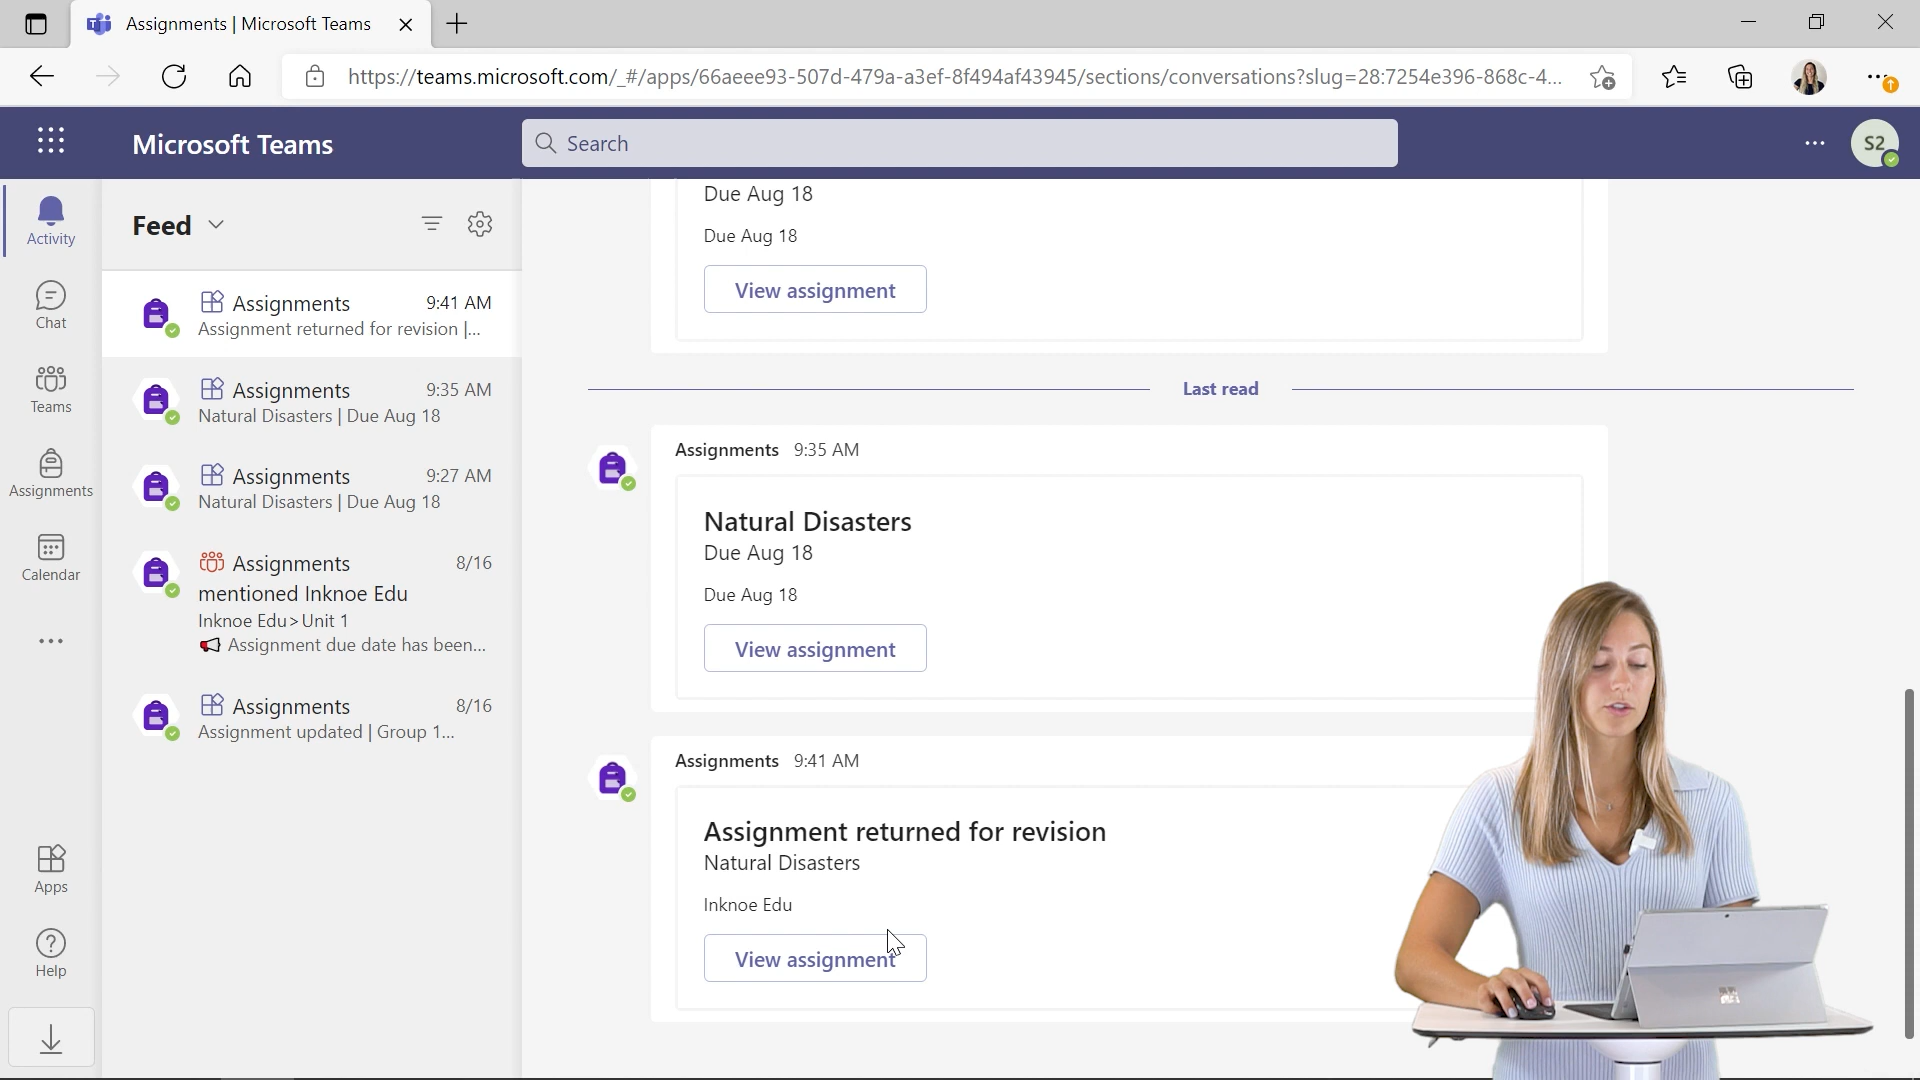 Assignments | Microsoft Teams
https://teams.microsoft.com/_#/apps/66aeee93-507d-479a-a3ef-8f494af43945/sections/conversations?slug=28:7254e396-868c-4...
Microsoft Teams
Search
S2
Activity
Chat
Teams
Assignments
Calendar
Apps
Help
Feed
Assignments 9:41 AM
Assignment returned for revision |...
Assignments 9:35 AM
Natural Disasters | Due Aug 18
Assignments 9:27 AM
Natural Disasters | Due Aug 18
Assignments 8/16
mentioned Inknoe Edu
Inknoe Edu > Unit 1
Assignment due date has been...
Assignments 8/16
Assignment updated | Group 1...
Due Aug 18
Due Aug 18
View assignment
Last read
Assignments 9:35 AM
Natural Disasters
Due Aug 18
Due Aug 18
View assignment
Assignments 9:41 AM
Assignment returned for revision
Natural Disasters
Inknoe Edu
View assignment